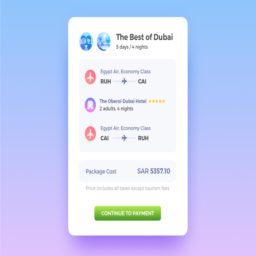 The Best of Dubai
5 days / 4 nights
Egypt Air, Economy Class
RUH CAI
The Oberoi Dubai Hotel
2 adults, 4 nights
Egypt Air, Economy Class
CAI RUH
Package Cost SAR 5357.10
Price includes all taxes except tourism fees
CONTINUE TO PAYMENT